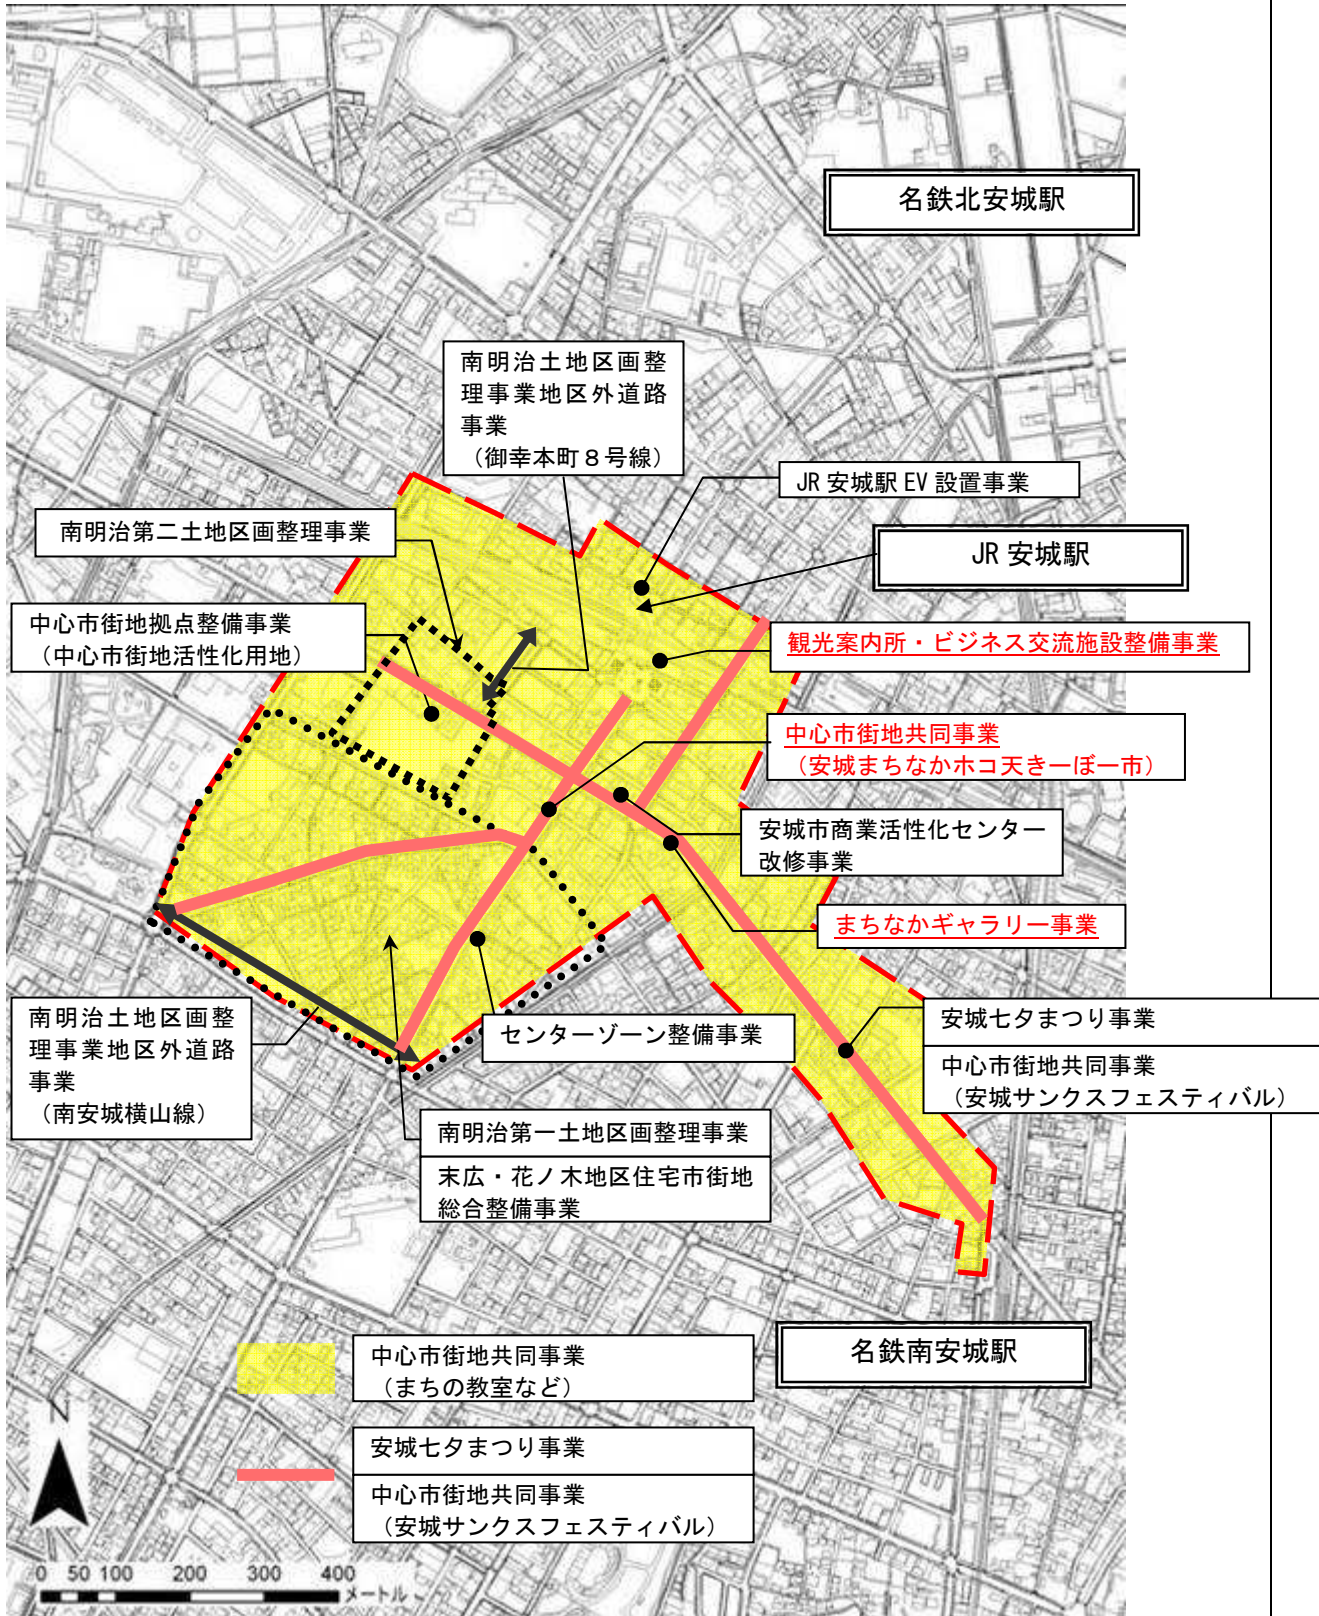 名鉄北安城駅
南明治土地区画整
理事業地区外道路
事業
（御幸本町８号線）
JR 安城駅 EV 設置事業
南明治第二土地区画整理事業
JR 安城駅
中心市街地拠点整備事業
（中心市街地活性化用地）
観光案内所・ビジネス交流施設整備事業
中心市街地共同事業
（安城まちなかホコ天きーぼー市）
安城市商業活性化センター
改修事業
まちなかギャラリー事業
南明治土地区画整
理事業地区外道路
事業
（南安城横山線）
センターゾーン整備事業
安城七夕まつり事業
中心市街地共同事業
（安城サンクスフェスティバル）
南明治第一土地区画整理事業
末広・花ノ木地区住宅市街地
総合整備事業
名鉄南安城駅
中心市街地共同事業
（まちの教室など）
安城七夕まつり事業
中心市街地共同事業
（安城サンクスフェスティバル）
N
0 50 100 200 300 400
メートル